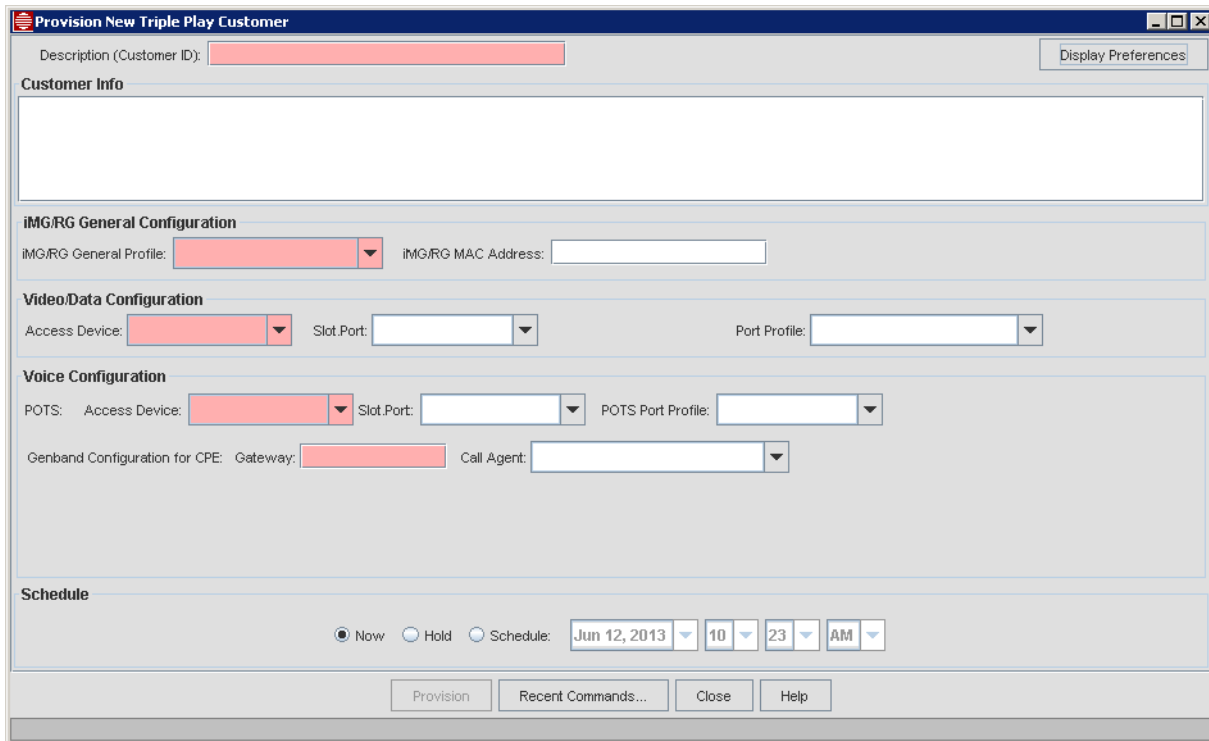 Provision New Triple Play Customer
Description (Customer ID):
Display Preferences
Customer Info
iMG/RG General Configuration
iMG/RG General Profile: iMG/RG MAC Address:
Video/Data Configuration
Access Device: Slot.Port: Port Profile:
Voice Configuration
POTS: Access Device: Slot.Port: POTS Port Profile:
Genband Configuration for CPE: Gateway: Call Agent:
Schedule
Now Hold Schedule: Jun 12, 2013 10 23 AM
Provision Recent Commands... Close Help